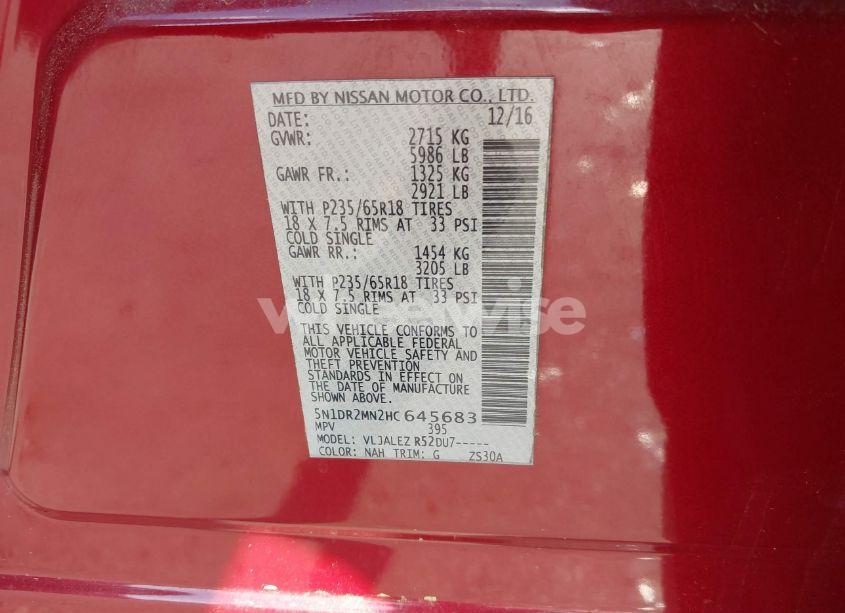 MFD BY NISSAN MOTOR CO., LTD.
DATE: 12/16
GVWR: 2715 KG
5986 LB
GAWR FR.: 1325 KG
2921 LB
WITH P235/65R18 TIRES
18 X 7.5 RIMS AT 33 PSI
COLD SINGLE
GAWR RR.: 1454 KG
3205 LB
WITH P235/65R18 TIRES
18 X 7.5 RIMS AT 33 PSI
COLD SINGLE
THIS VEHICLE CONFORMS TO
ALL APPLICABLE FEDERAL
MOTOR VEHICLE SAFETY AND
THEFT PREVENTION
STANDARDS IN EFFECT ON
THE DATE OF MANUFACTURE
SHOWN ABOVE.
5N1DR2MN2HC645683
MPV 395
MODEL: VLJALEZ R52DU7-----
COLOR: NAH TRIM: G ZS30A